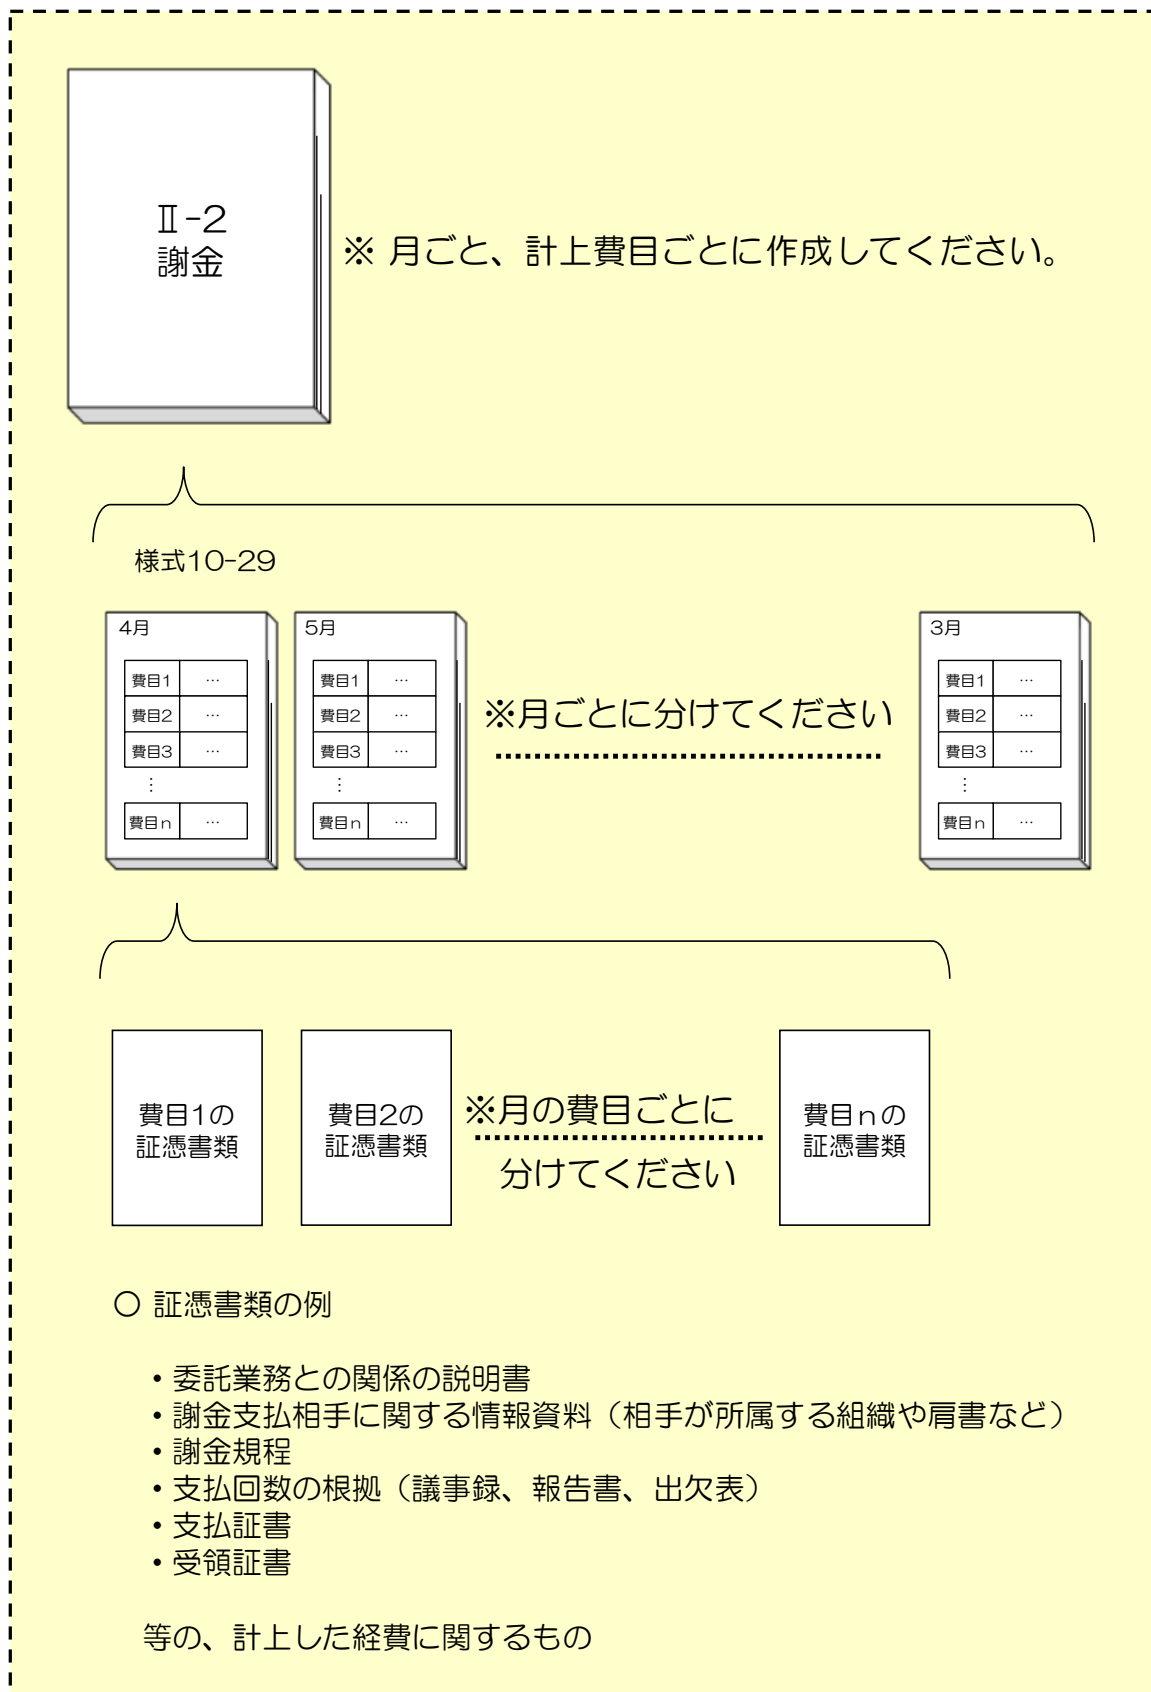 Ⅱ-2
謝金
※ 月ごと、計上費目ごとに作成してください。
様式10-29
4月
費目1 …
費目2 …
費目3 …
⋮
費目n …
5月
費目1 …
費目2 …
費目3 …
⋮
費目n …
※月ごとに分けてください
3月
費目1 …
費目2 …
費目3 …
⋮
費目n …
費目1の
証憑書類
費目2の
証憑書類
※月の費目ごとに
分けてください
費目nの
証憑書類
○ 証憑書類の例
・委託業務との関係の説明書
・謝金支払相手に関する情報資料（相手が所属する組織や肩書など）
・謝金規程
・支払回数の根拠（議事録、報告書、出欠表）
・支払証書
・受領証書
等の、計上した経費に関するもの